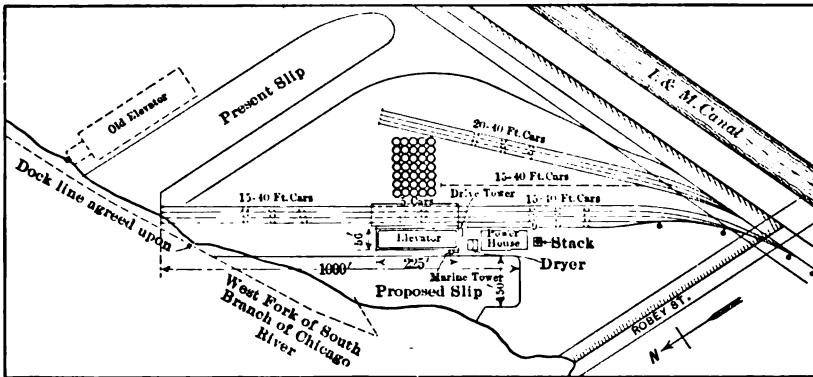 Old Elevator
Present Slip
I & M. Canal
20-40 Ft.Cars
15-40 Ft.Cars
15-40 Ft.Cars
5 Cars
Drive Tower
15-40 Ft.Cars
Dock line agreed upon
56'
Elevator
Power
House
Stack
Dryer
1000'
225'
Marine Tower
Proposed Slip
150'
West Fork of South
Branch of Chicago
River
ROBEY ST.
N